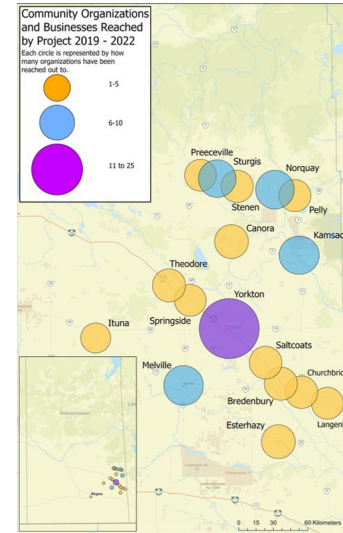 Community Organizations
and Businesses Reached
by Project 2019 - 2022
Each circle is represented by how
many organizations have been
reached out to.
1-5
6-10
11 to 25
Preeceville
Sturgis
Norquay
Stenen
Pelly
Canora
Kamsac
Theodore
Yorkton
Springside
Ituna
Saltcoats
Melville
Churchbric
Bredenbury
Langen
Esterhazy
Saskatchewan
Regina
0 15 30 60 Kilometers